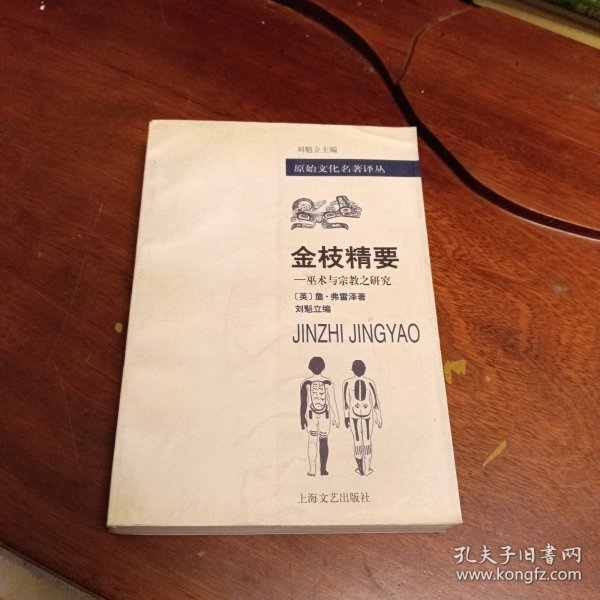 刘魁立主编
原始文化名著译丛
金枝精要
—巫术与宗教之研究
〔英〕詹·弗雷泽著
刘魁立编
JINZHI JINGYAO
上海文艺出版社
孔夫子旧书网
www.kongfz.com